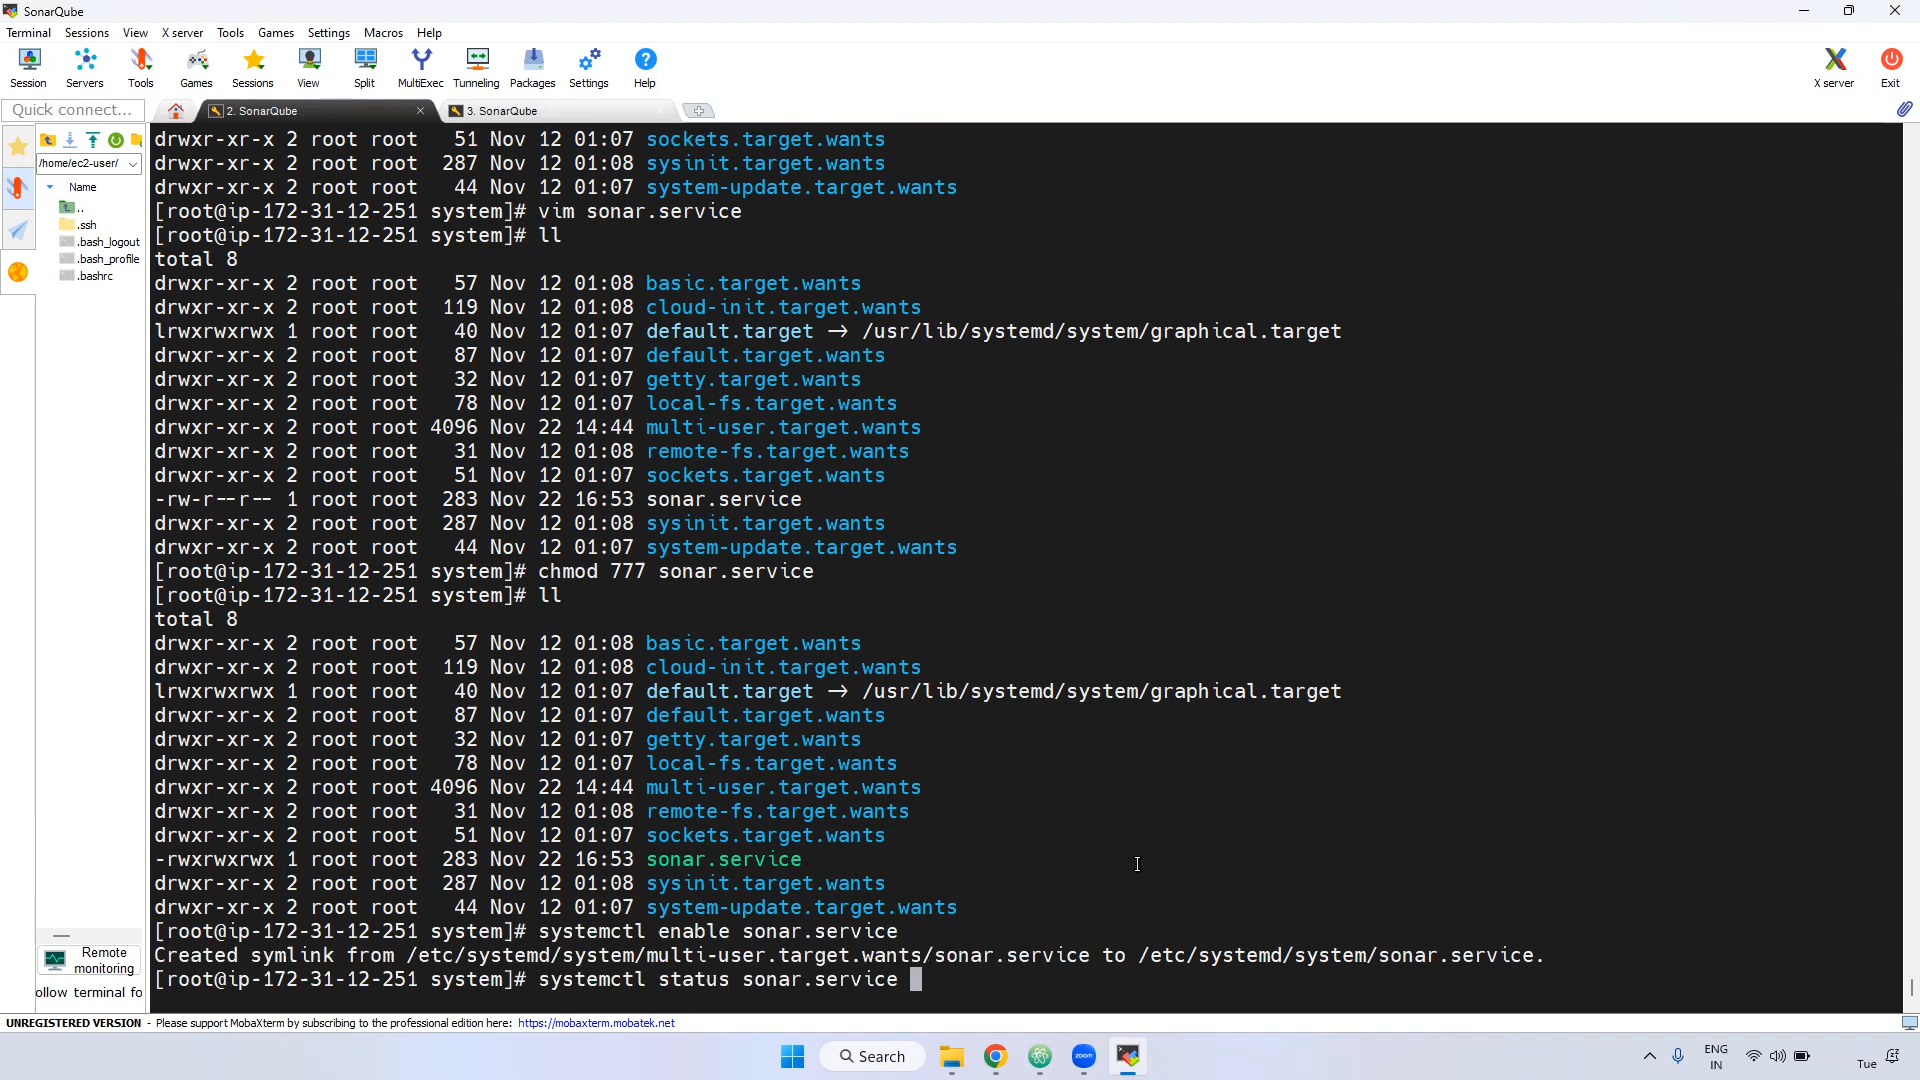 SonarQube
Terminal Sessions View X server Tools Games Settings Macros Help
Session Servers Tools Games Sessions View Split MultiExec Tunneling Packages Settings Help X server Exit
Quick connect... 2. SonarQube 3. SonarQube
/home/ec2-user/
Name
..
.ssh
.bash_logout
.bash_profile
.bashrc
Remote
monitoring
ollow terminal fo
drwxr-xr-x 2 root root   51 Nov 12 01:07 sockets.target.wants
drwxr-xr-x 2 root root  287 Nov 12 01:08 sysinit.target.wants
drwxr-xr-x 2 root root   44 Nov 12 01:07 system-update.target.wants
[root@ip-172-31-12-251 system]# vim sonar.service
[root@ip-172-31-12-251 system]# ll
total 8
drwxr-xr-x 2 root root   57 Nov 12 01:08 basic.target.wants
drwxr-xr-x 2 root root  119 Nov 12 01:08 cloud-init.target.wants
lrwxrwxrwx 1 root root   40 Nov 12 01:07 default.target -> /usr/lib/systemd/system/graphical.target
drwxr-xr-x 2 root root   87 Nov 12 01:07 default.target.wants
drwxr-xr-x 2 root root   32 Nov 12 01:07 getty.target.wants
drwxr-xr-x 2 root root   78 Nov 12 01:07 local-fs.target.wants
drwxr-xr-x 2 root root 4096 Nov 22 14:44 multi-user.target.wants
drwxr-xr-x 2 root root   31 Nov 12 01:08 remote-fs.target.wants
drwxr-xr-x 2 root root   51 Nov 12 01:07 sockets.target.wants
-rw-r--r-- 1 root root  283 Nov 22 16:53 sonar.service
drwxr-xr-x 2 root root  287 Nov 12 01:08 sysinit.target.wants
drwxr-xr-x 2 root root   44 Nov 12 01:07 system-update.target.wants
[root@ip-172-31-12-251 system]# chmod 777 sonar.service
[root@ip-172-31-12-251 system]# ll
total 8
drwxr-xr-x 2 root root   57 Nov 12 01:08 basic.target.wants
drwxr-xr-x 2 root root  119 Nov 12 01:08 cloud-init.target.wants
lrwxrwxrwx 1 root root   40 Nov 12 01:07 default.target -> /usr/lib/systemd/system/graphical.target
drwxr-xr-x 2 root root   87 Nov 12 01:07 default.target.wants
drwxr-xr-x 2 root root   32 Nov 12 01:07 getty.target.wants
drwxr-xr-x 2 root root   78 Nov 12 01:07 local-fs.target.wants
drwxr-xr-x 2 root root 4096 Nov 22 14:44 multi-user.target.wants
drwxr-xr-x 2 root root   31 Nov 12 01:08 remote-fs.target.wants
drwxr-xr-x 2 root root   51 Nov 12 01:07 sockets.target.wants
-rwxrwxrwx 1 root root  283 Nov 22 16:53 sonar.service
drwxr-xr-x 2 root root  287 Nov 12 01:08 sysinit.target.wants
drwxr-xr-x 2 root root   44 Nov 12 01:07 system-update.target.wants
[root@ip-172-31-12-251 system]# systemctl enable sonar.service
Created symlink from /etc/systemd/system/multi-user.target.wants/sonar.service to /etc/systemd/system/sonar.service.
[root@ip-172-31-12-251 system]# systemctl status sonar.service
UNREGISTERED VERSION - Please support MobaXterm by subscribing to the professional edition here: https://mobaxterm.mobatek.net
Search
zoom
ENG
IN
Tue